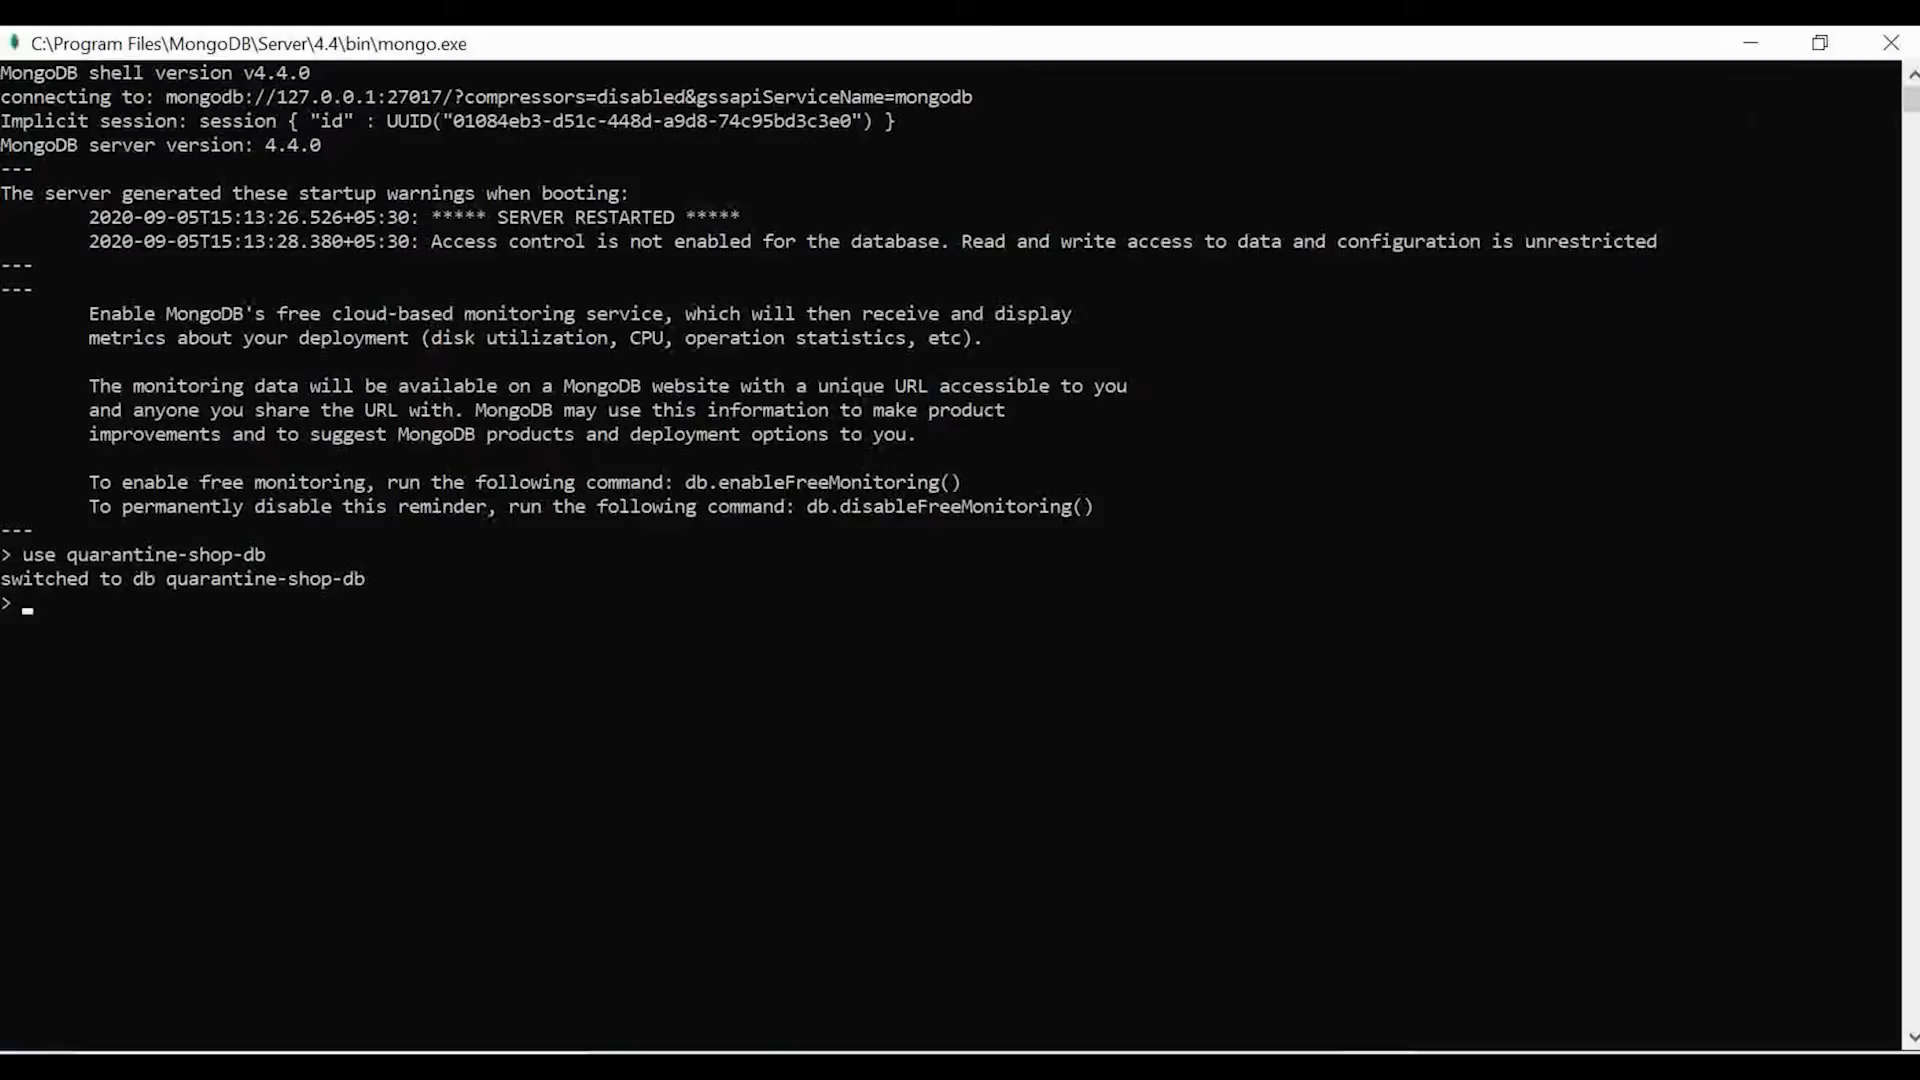 C:\Program Files\MongoDB\Server\4.4\bin\mongo.exe
MongoDB shell version v4.4.0
connecting to: mongodb://127.0.0.1:27017/?compressors=disabled&gssapiServiceName=mongodb
Implicit session: session { "id" : UUID("01084eb3-d51c-448d-a9d8-74c95bd3c3e0") }
MongoDB server version: 4.4.0
---
The server generated these startup warnings when booting:
        2020-09-05T15:13:26.526+05:30: ***** SERVER RESTARTED *****
        2020-09-05T15:13:28.380+05:30: Access control is not enabled for the database. Read and write access to data and configuration is unrestricted
---
---
        Enable MongoDB's free cloud-based monitoring service, which will then receive and display
        metrics about your deployment (disk utilization, CPU, operation statistics, etc).

        The monitoring data will be available on a MongoDB website with a unique URL accessible to you
        and anyone you share the URL with. MongoDB may use this information to make product
        improvements and to suggest MongoDB products and deployment options to you.

        To enable free monitoring, run the following command: db.enableFreeMonitoring()
        To permanently disable this reminder, run the following command: db.disableFreeMonitoring()
---
> use quarantine-shop-db
switched to db quarantine-shop-db
>